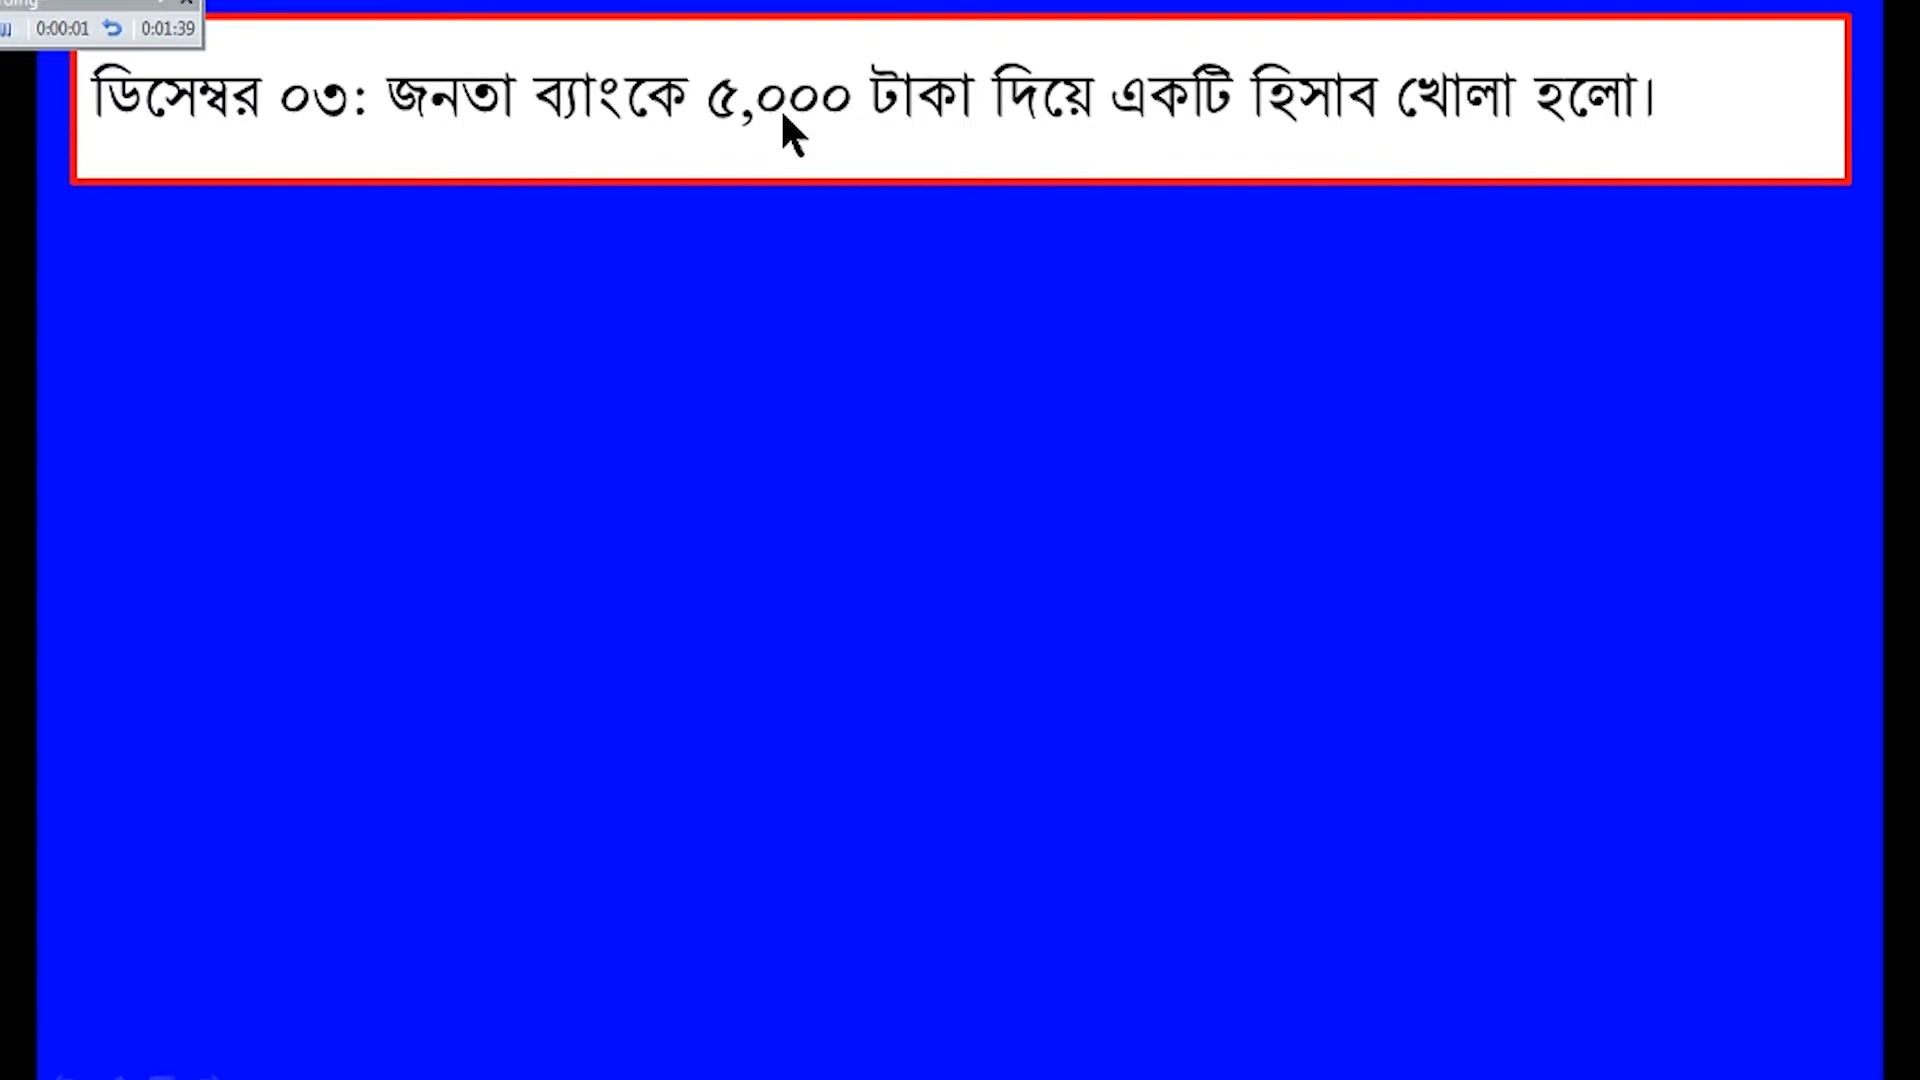 0:00:01 0:01:39
ডিসেম্বর ০৩: জনতা ব্যাংকে ৫,০০০ টাকা দিয়ে একটি হিসাব খোলা হলো।